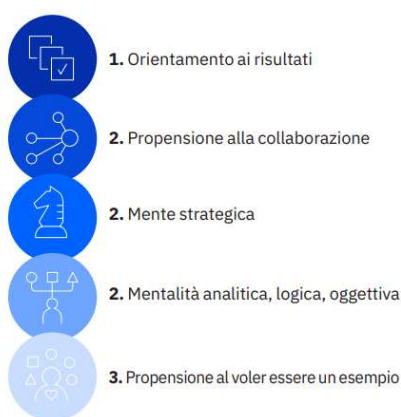 1. Orientamento ai risultati
2. Propensione alla collaborazione
2. Mente strategica
2. Mentalità analitica, logica, oggettiva
3. Propensione al voler essere un esempio